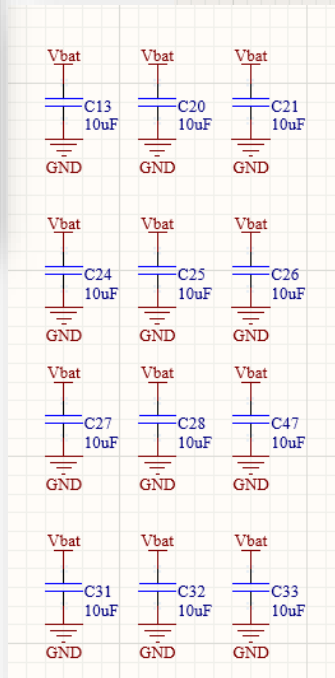 Vbat Vbat Vbat
C13 C20 C21
10uF 10uF 10uF
GND GND GND
Vbat Vbat Vbat
C24 C25 C26
10uF 10uF 10uF
GND GND GND
Vbat Vbat Vbat
C27 C28 C47
10uF 10uF 10uF
GND GND GND
Vbat Vbat Vbat
C31 C32 C33
10uF 10uF 10uF
GND GND GND